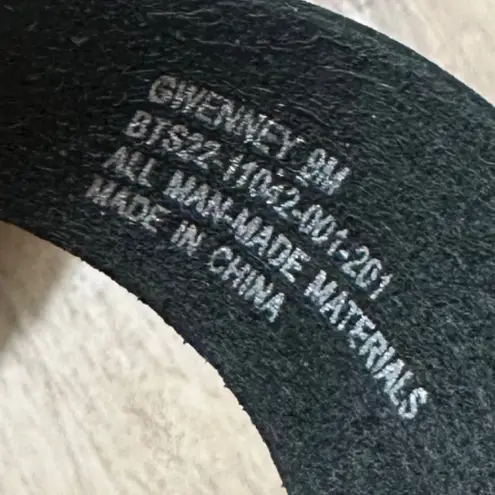 GWENNEY 9M
BTS22-11042-001-201
ALL MAN-MADE MATERIALS
MADE IN CHINA